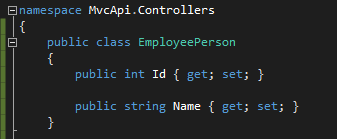 namespace MvcApi.Controllers
{
public class EmployeePerson
{
public int Id { get; set; }
public string Name { get; set; }
}